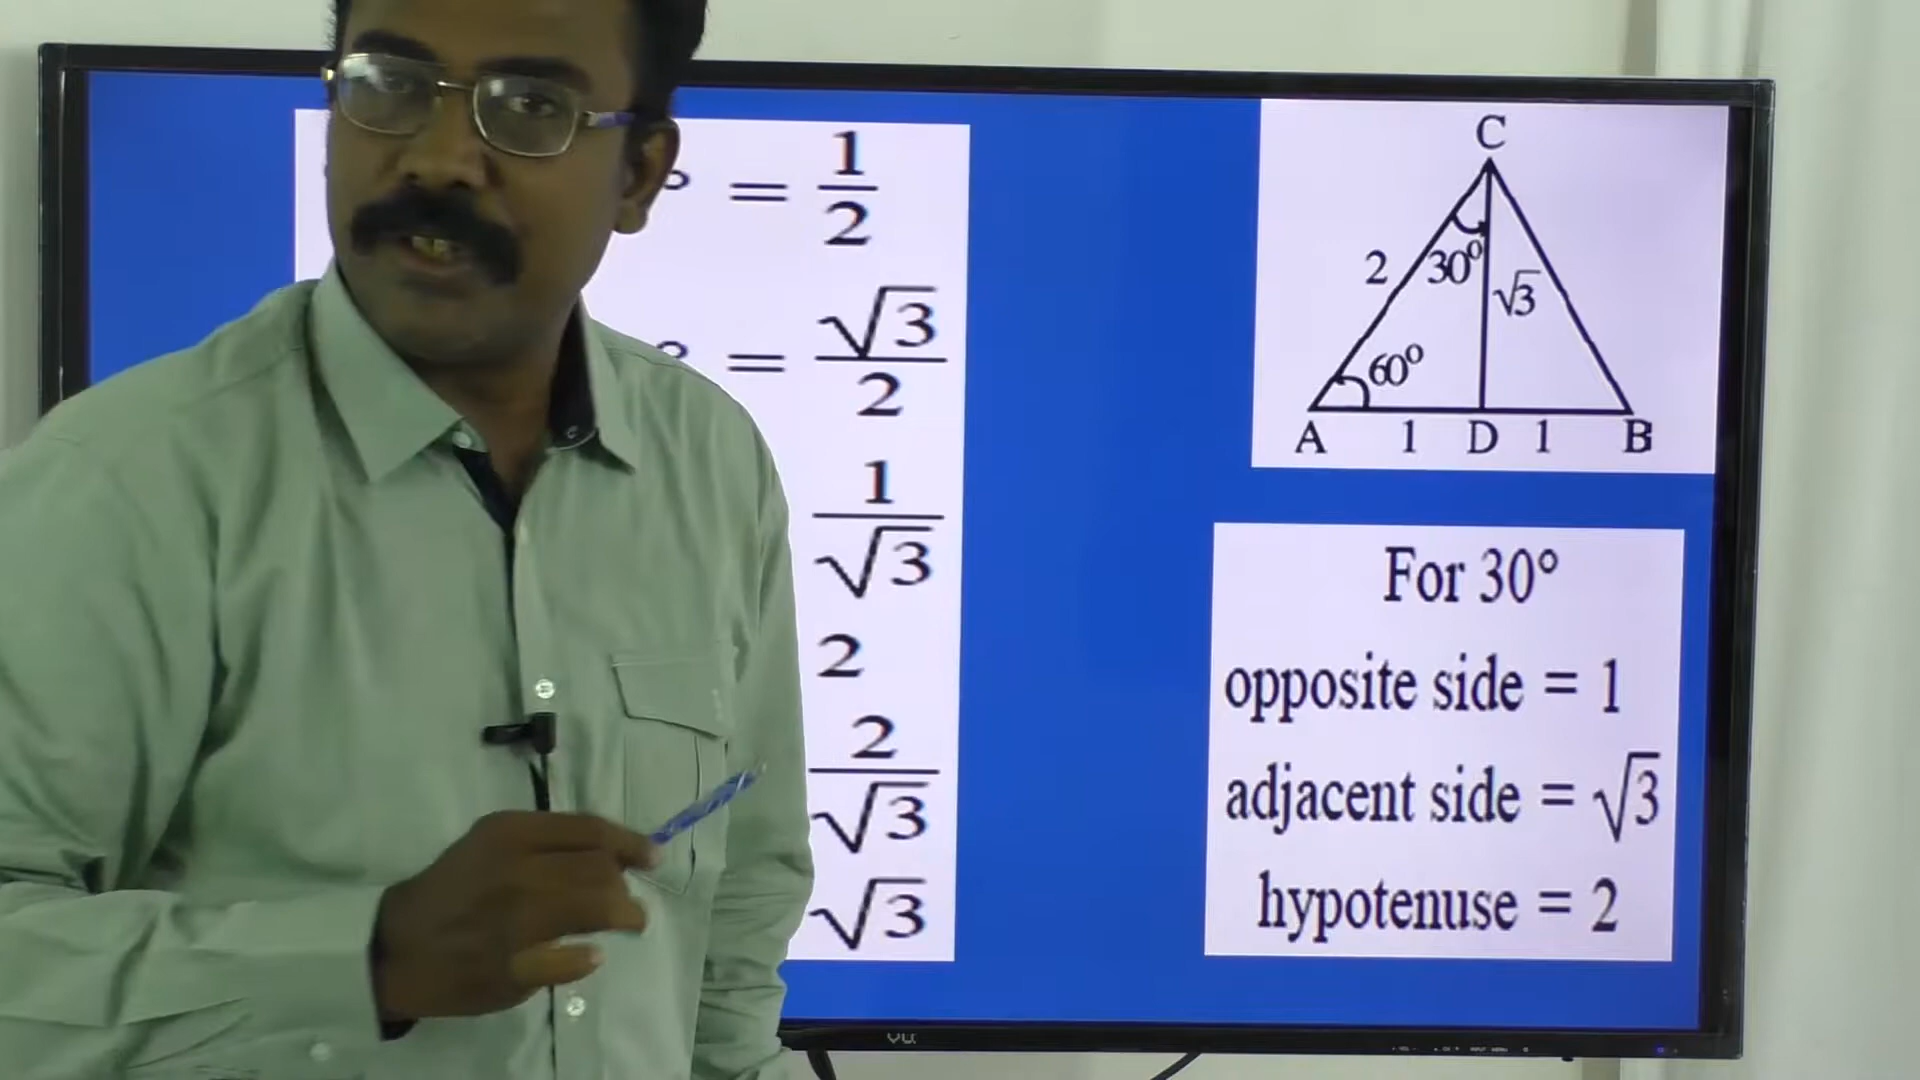 ° = 1/2
° = √3/2
1/√3
2
2/√3
√3
C
2 30° √3
60°
A 1 D 1 B
For 30°
opposite side = 1
adjacent side = √3
hypotenuse = 2
VU